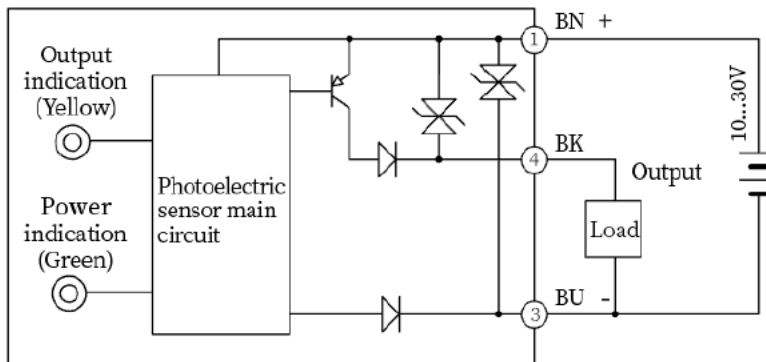 Output
indication
(Yellow)
Power
indication
(Green)
Photoelectric
sensor main
circuit
1
BN +
4
BK
Output
Load
3
BU -
10...30V